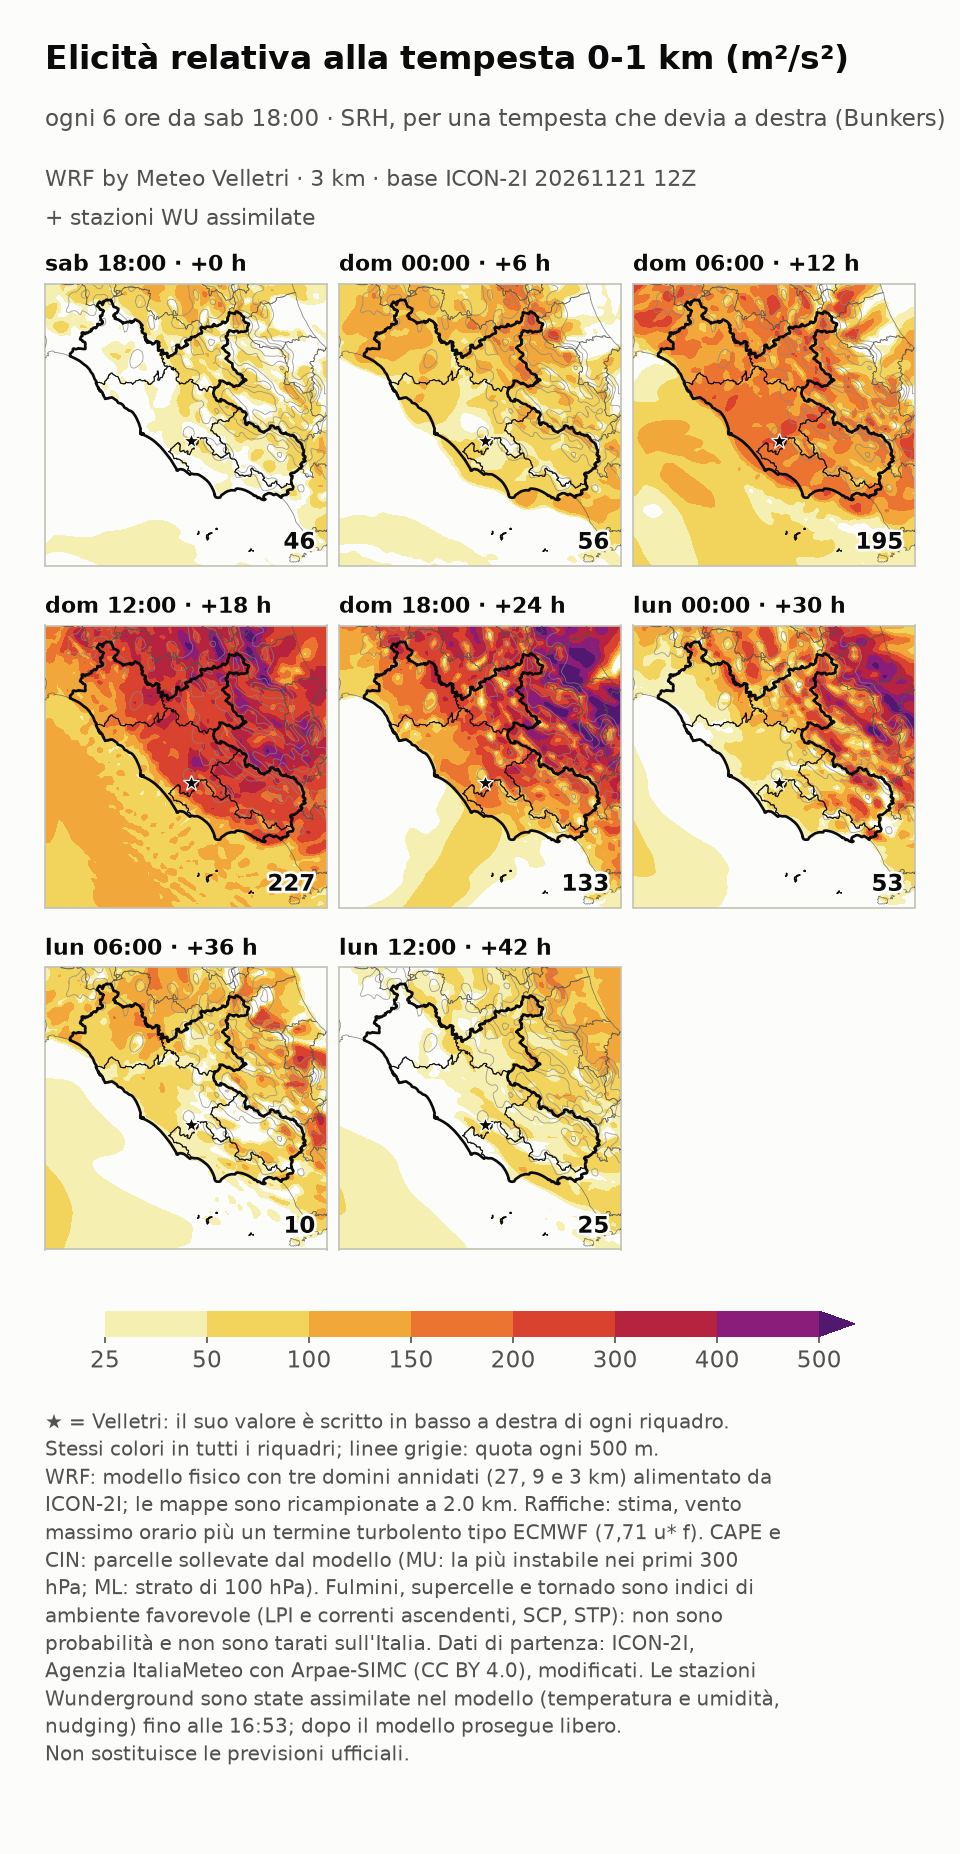 Elicità relativa alla tempesta 0-1 km (m²/s²)
ogni 6 ore da sab 18:00 · SRH, per una tempesta che devia a destra (Bunkers)
WRF by Meteo Velletri · 3 km · base ICON-2I 20261121 12Z
+ stazioni WU assimilate
sab 18:00 · +0 h
dom 00:00 · +6 h
dom 06:00 · +12 h
46
56
195
dom 12:00 · +18 h
dom 18:00 · +24 h
lun 00:00 · +30 h
227
133
53
lun 06:00 · +36 h
lun 12:00 · +42 h
10
25
25 50 100 150 200 300 400 500
★ = Velletri: il suo valore è scritto in basso a destra di ogni riquadro.
Stessi colori in tutti i riquadri; linee grigie: quota ogni 500 m.
WRF: modello fisico con tre domini annidati (27, 9 e 3 km) alimentato da
ICON-2I; le mappe sono ricampionate a 2.0 km. Raffiche: stima, vento
massimo orario più un termine turbolento tipo ECMWF (7,71 u* f). CAPE e
CIN: parcelle sollevate dal modello (MU: la più instabile nei primi 300
hPa; ML: strato di 100 hPa). Fulmini, supercelle e tornado sono indici di
ambiente favorevole (LPI e correnti ascendenti, SCP, STP): non sono
probabilità e non sono tarati sull'Italia. Dati di partenza: ICON-2I,
Agenzia ItaliaMeteo con Arpae-SIMC (CC BY 4.0), modificati. Le stazioni
Wunderground sono state assimilate nel modello (temperatura e umidità,
nudging) fino alle 16:53; dopo il modello prosegue libero.
Non sostituisce le previsioni ufficiali.